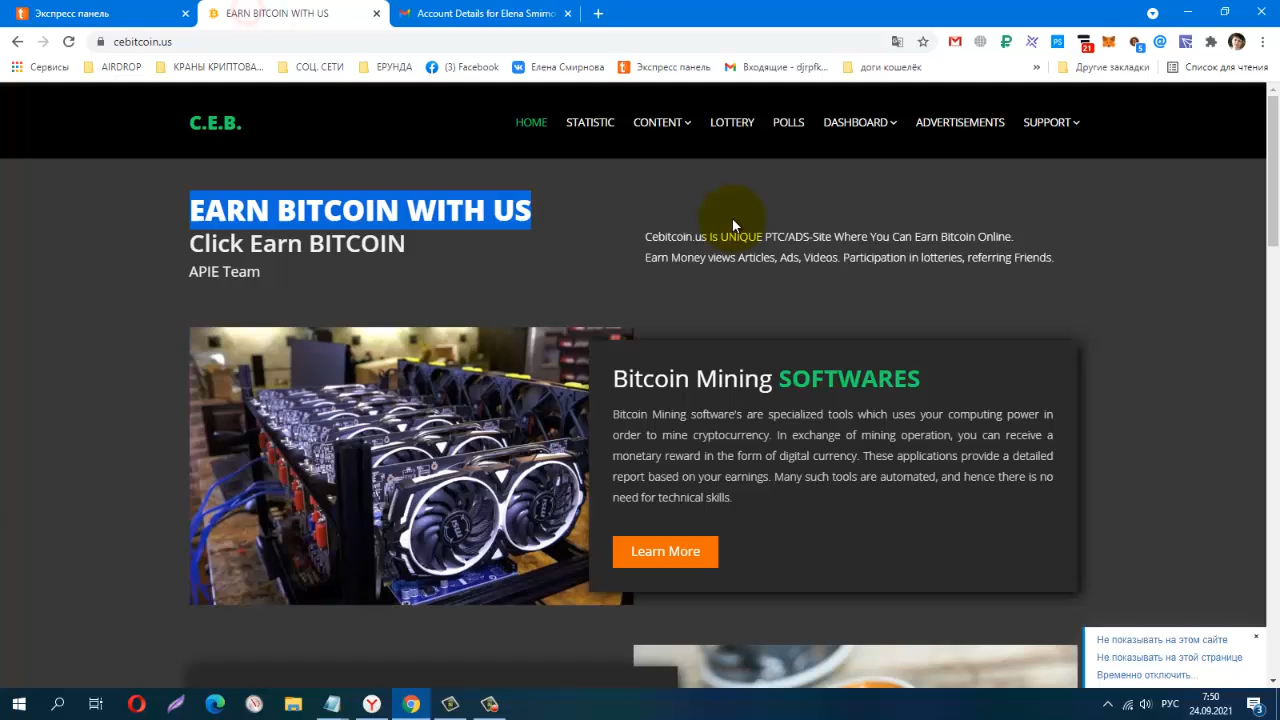 Экспресс панель
EARN BITCOIN WITH US
Account Details for Elena Smirno
cebitcoin.us
21
5
Сервисы
AIRDROP
КРАНЫ КРИПТОВА...
СОЦ. СЕТИ
ЕРУНДА
(3) Facebook
Елена Смирнова
Экспресс панель
Входящие - djrpfk...
доги кошелёк
»
Другие закладки
Список для чтения
C.E.B.
HOME
STATISTIC
CONTENT
LOTTERY
POLLS
DASHBOARD
ADVERTISEMENTS
SUPPORT
EARN BITCOIN WITH US
Click Earn BITCOIN
APIE Team
Cebitcoin.us Is UNIQUE PTC/ADS-Site Where You Can Earn Bitcoin Online.
Earn Money views Articles, Ads, Videos. Participation in lotteries, referring Friends.
Bitcoin Mining SOFTWARES
Bitcoin Mining software's are specialized tools which uses your computing power in
order to mine cryptocurrency. In exchange of mining operation, you can receive a
monetary reward in the form of digital currency. These applications provide a detailed
report based on your earnings. Many such tools are automated, and hence there is no
need for technical skills.
Learn More
Не показывать на этом сайте
Не показывать на этой странице
Временно отключить...
РУС
7:50
24.09.2021
3